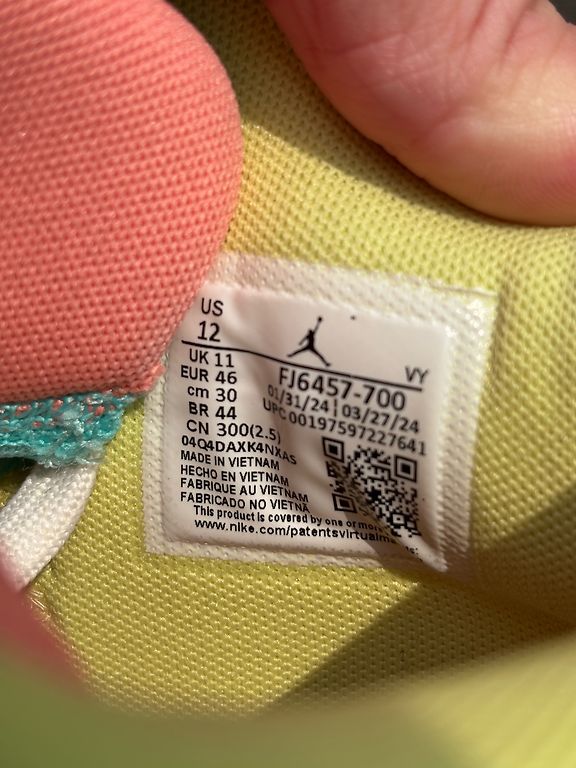 US
12
UK 11
EUR 46
cm 30
BR 44
CN 300(2.5)
VY
FJ6457-700
01/31/24 | 03/27/24
UPC 00197597227641
04Q4DAXK4NXAS
MADE IN VIETNAM
HECHO EN VIETNAM
FABRIQUE AU VIETNAM
FABRICADO NO VIETNÃ
This product is covered by one or more
www.nike.com/